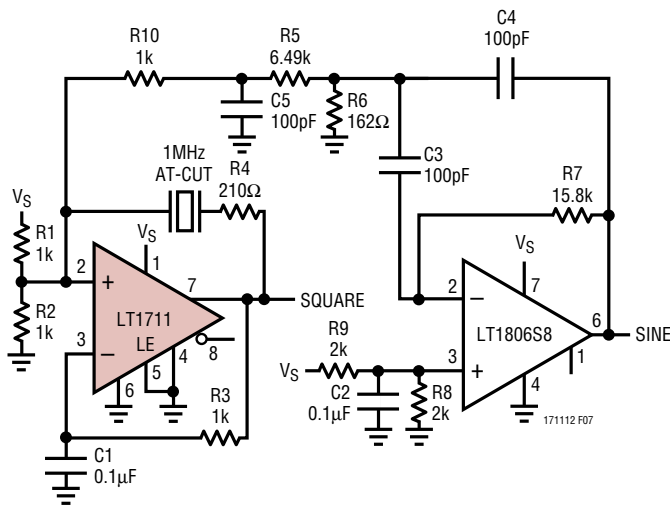 R10
1k
R5
6.49k
C4
100pF
C5
100pF
R6
162Ω
C3
100pF
1MHz
AT-CUT
R4
210Ω
R7
15.8k
VS
R1
1k
R2
1k
VS
1
2
+
7
SQUARE
LT1711
3
−
LE
8
4
5
6
R3
1k
C1
0.1µF
VS
7
2
−
6
SINE
LT1806S8
3
+
1
4
R9
2k
VS
C2
0.1µF
R8
2k
171112 F07